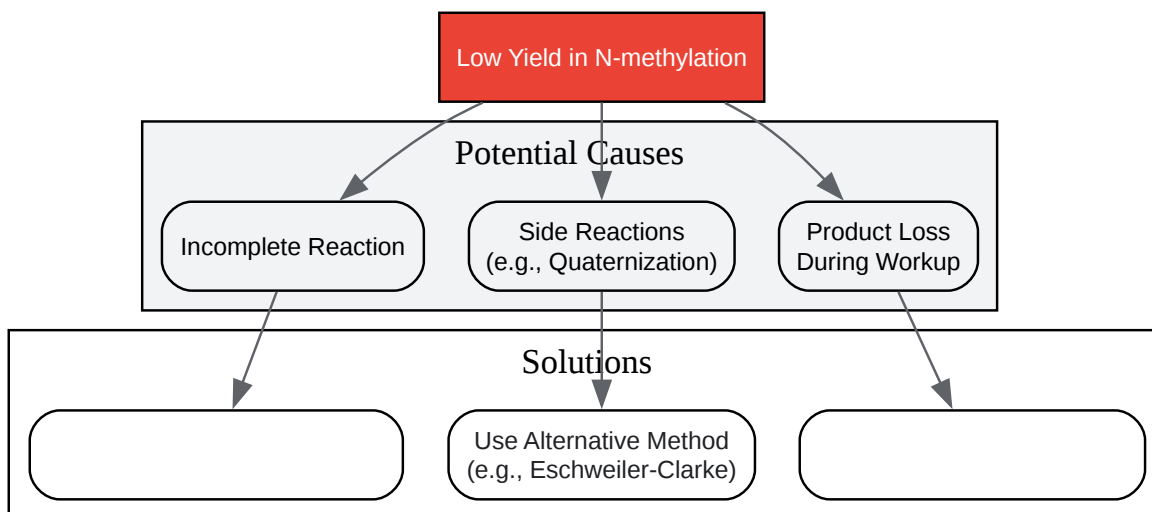 Low Yield in N-methylation
Potential Causes
Incomplete Reaction
Side Reactions
(e.g., Quaternization)
Product Loss
During Workup
Solutions
Use Alternative Method
(e.g., Eschweiler-Clarke)